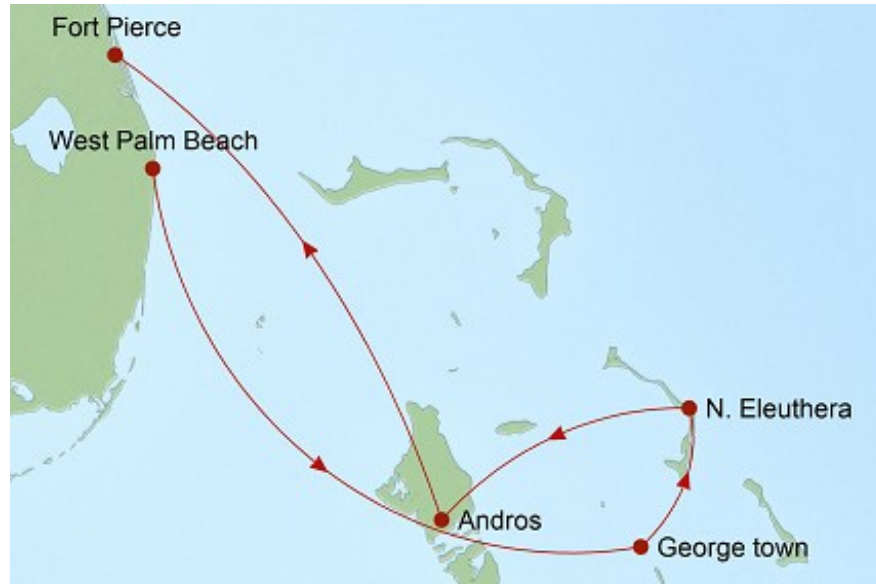 Fort Pierce
West Palm Beach
N. Eleuthera
Andros
George town